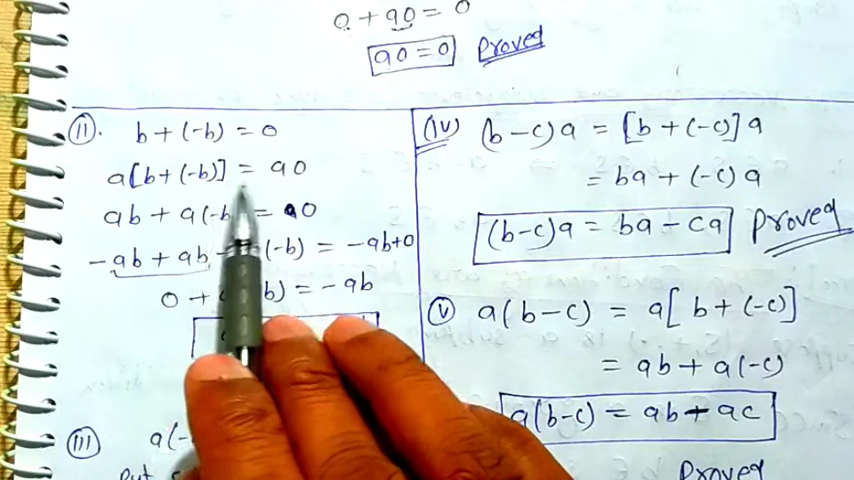 0 + a0 = 0
a0 = 0 Proved
(ii). b + (-b) = 0
a[b + (-b)] = a0
ab + a(-b = a0
-ab + ab (-b) = -ab+0
0 + b) = -ab
(iii) a(-
(iv) (b-c)a = [b + (-c)]a
= ba + (-c)a
(b-c)a = ba - ca Proved
(v) a(b-c) = a[b + (-c)]
= ab + a(-c)
a(b-c) = ab - ac
Proved